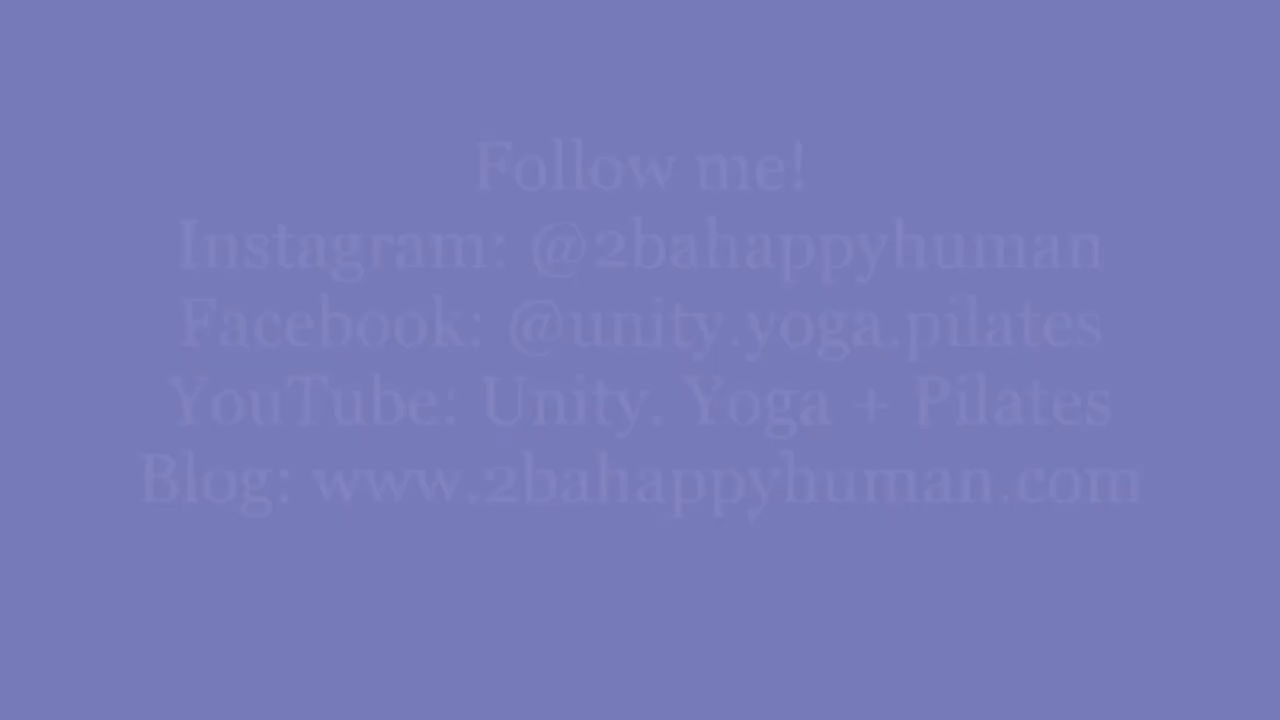 Follow me!
Instagram: @2bahappyhuman
Facebook: @unity.yoga.pilates
YouTube: Unity. Yoga + Pilates
Blog: www.2bahappyhuman.com